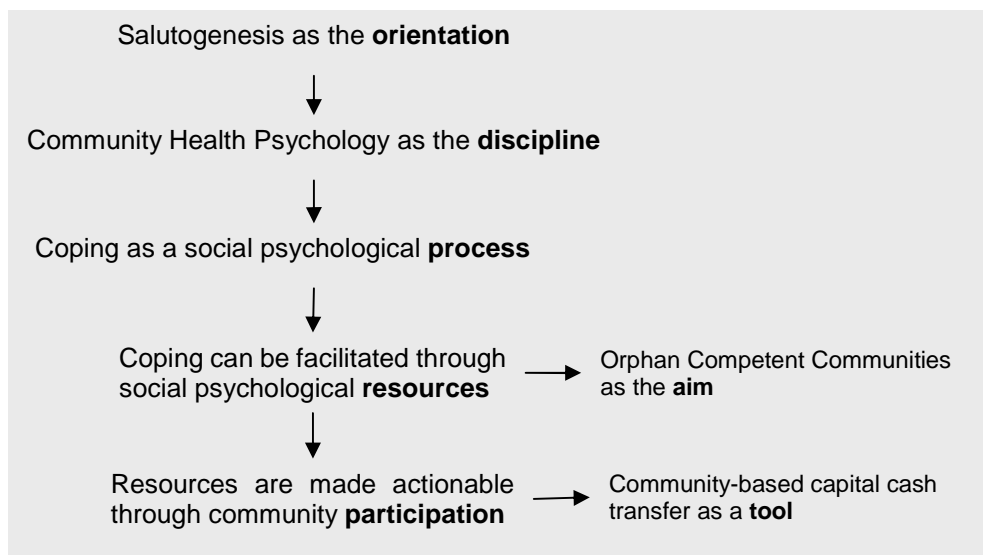 Salutogenesis as the orientation
Community Health Psychology as the discipline
Coping as a social psychological process
Coping can be facilitated through
social psychological resources
Orphan Competent Communities
as the aim
Resources are made actionable
through community participation
Community-based capital cash
transfer as a tool